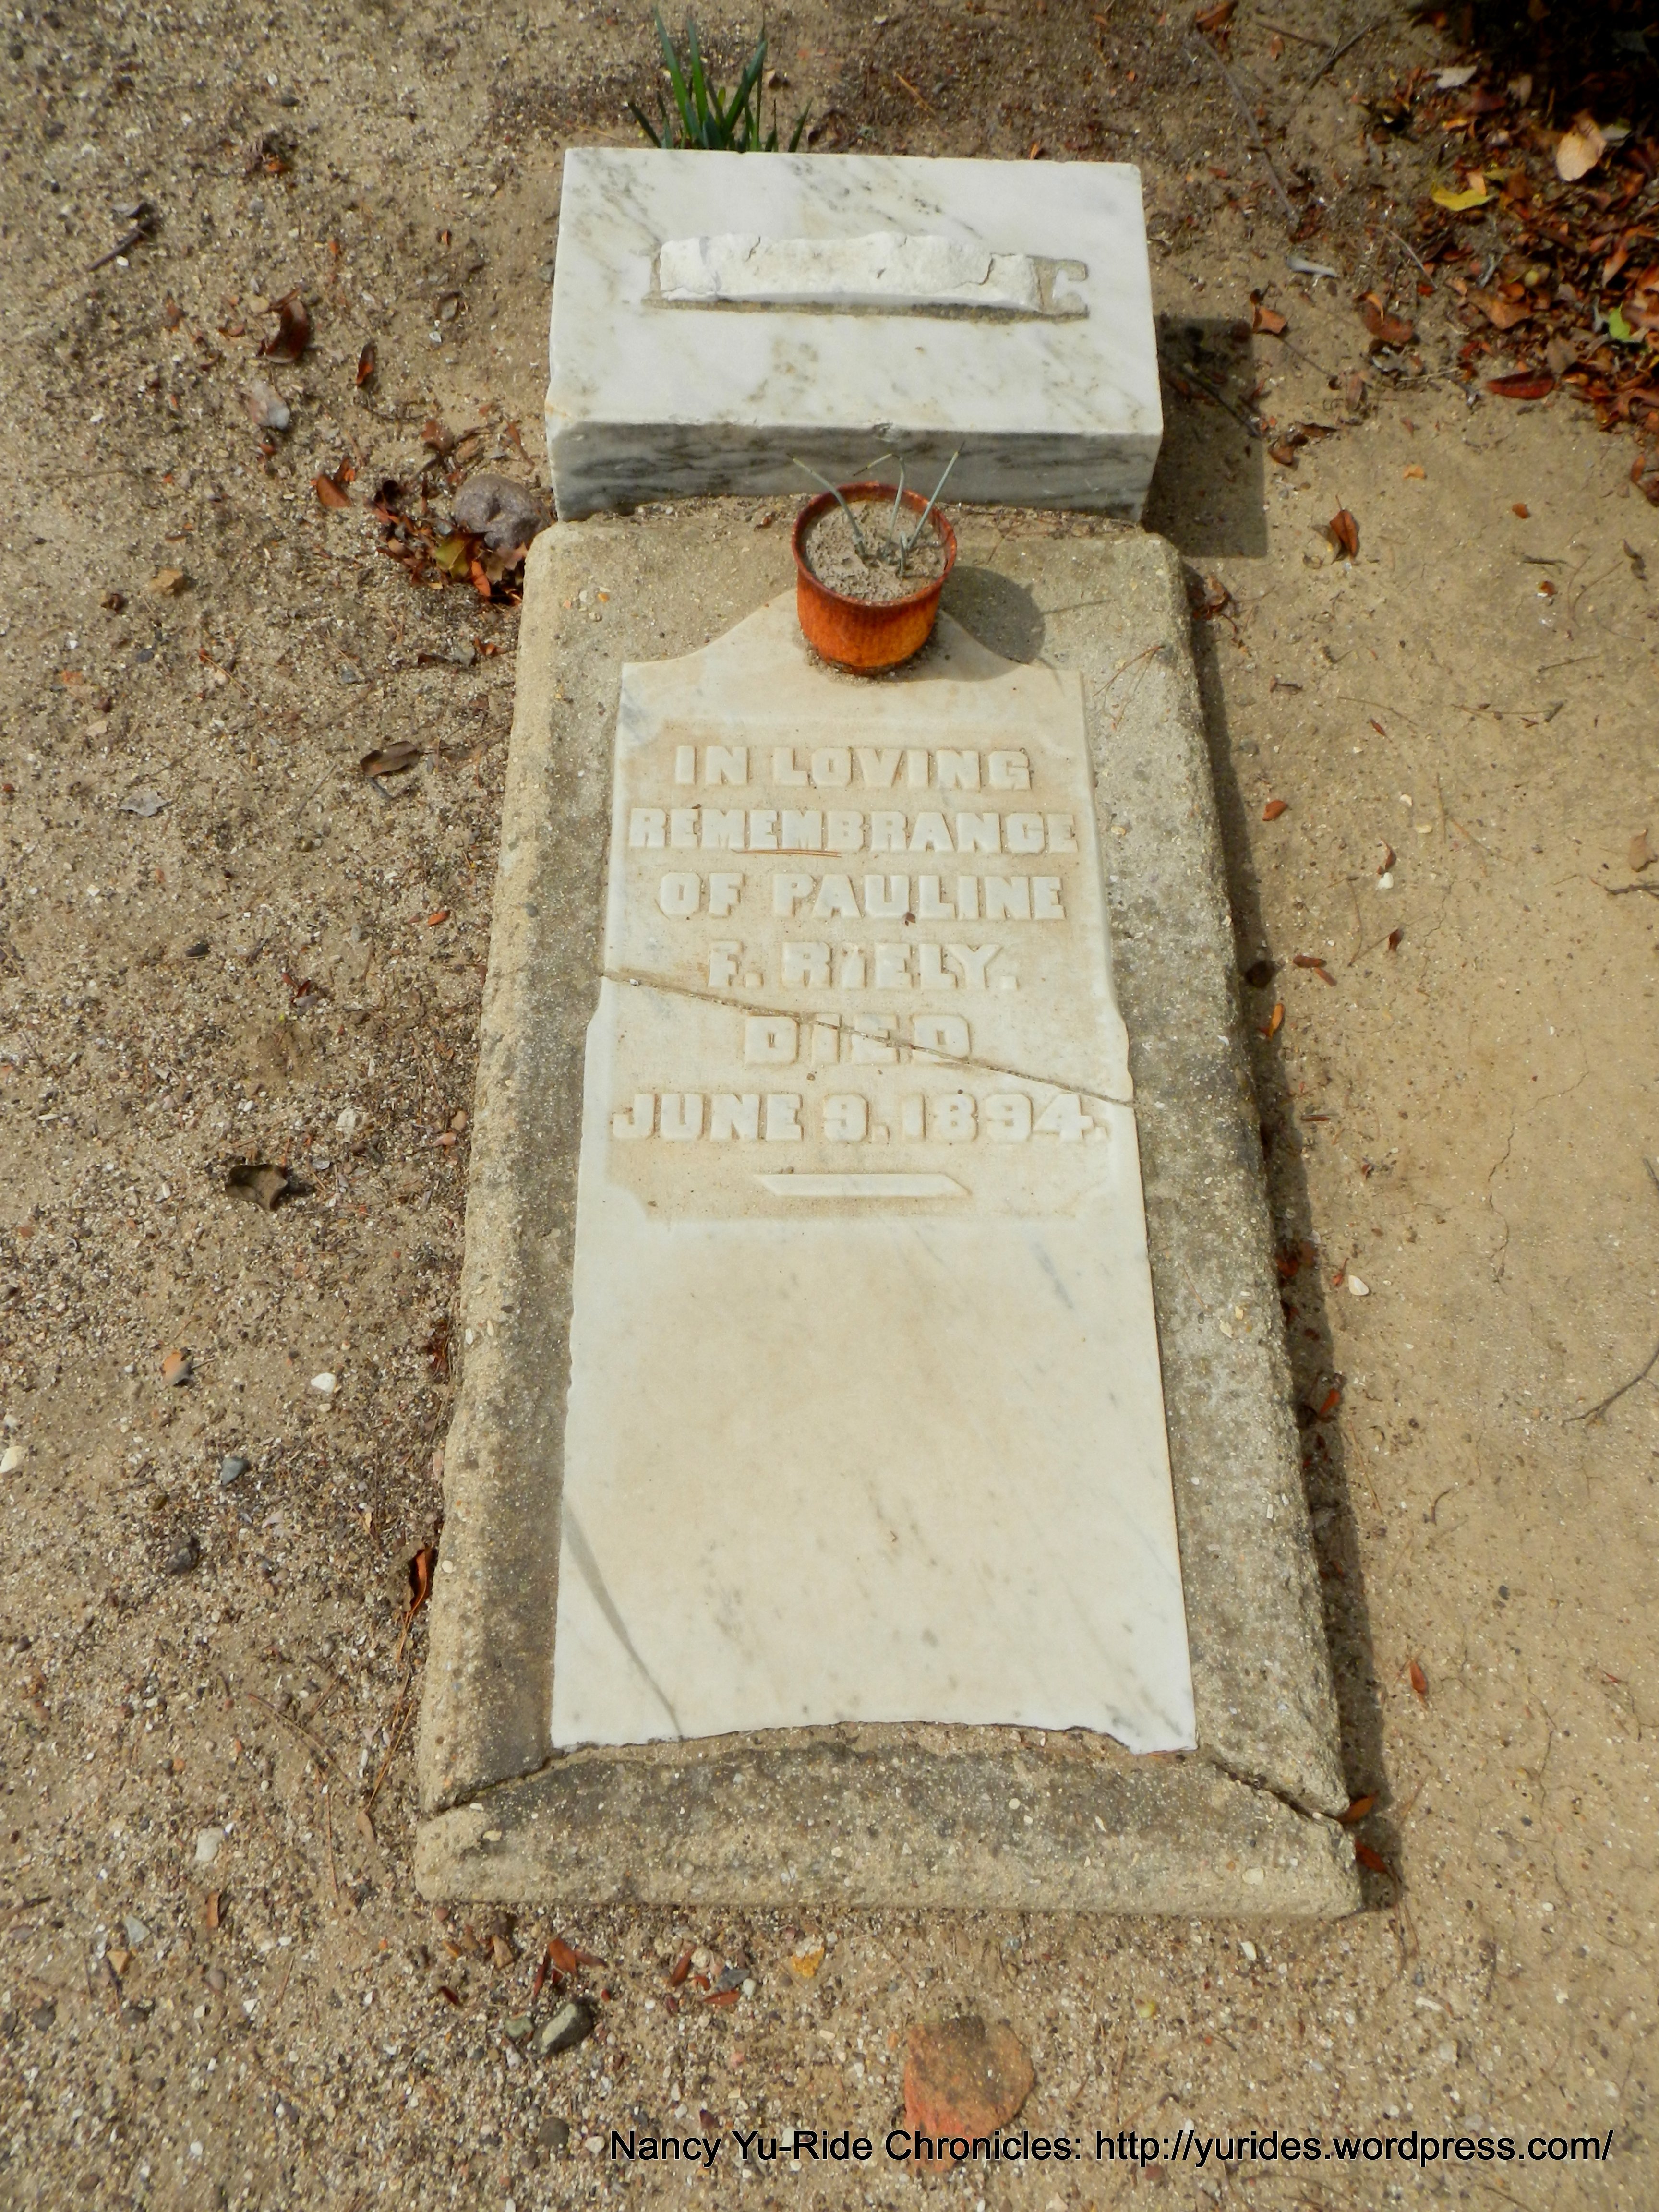 IN LOVING
REMEMBRANCE
OF PAULINE
F. RIELY.
DIED
JUNE 9, 1894.
Nancy Yu-Ride Chronicles: http://yurides.wordpress.com/